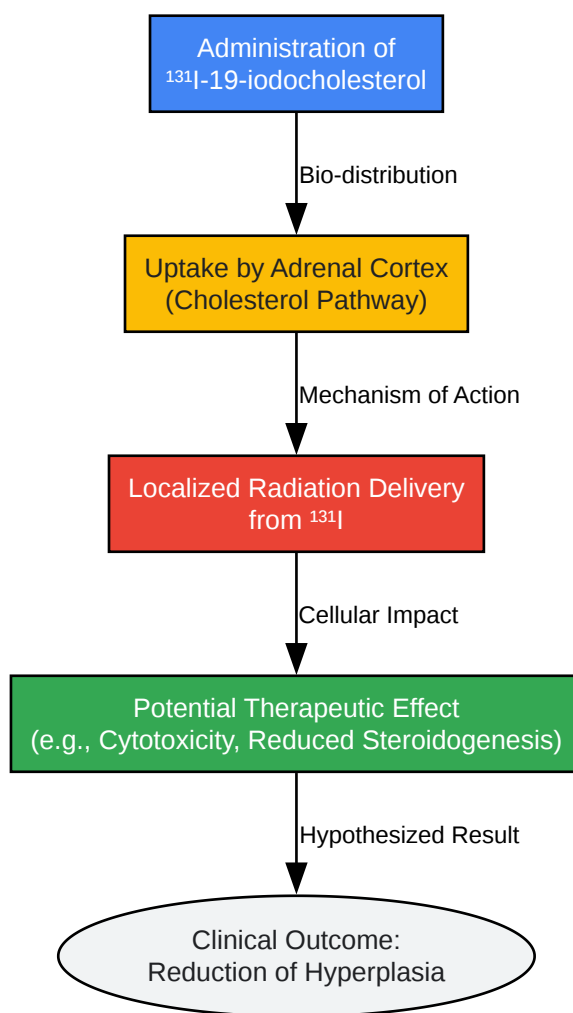 Administration of
¹³¹I-19-iodocholesterol
Bio-distribution
Uptake by Adrenal Cortex
(Cholesterol Pathway)
Mechanism of Action
Localized Radiation Delivery
from ¹³¹I
Cellular Impact
Potential Therapeutic Effect
(e.g., Cytotoxicity, Reduced Steroidogenesis)
Hypothesized Result
Clinical Outcome:
Reduction of Hyperplasia